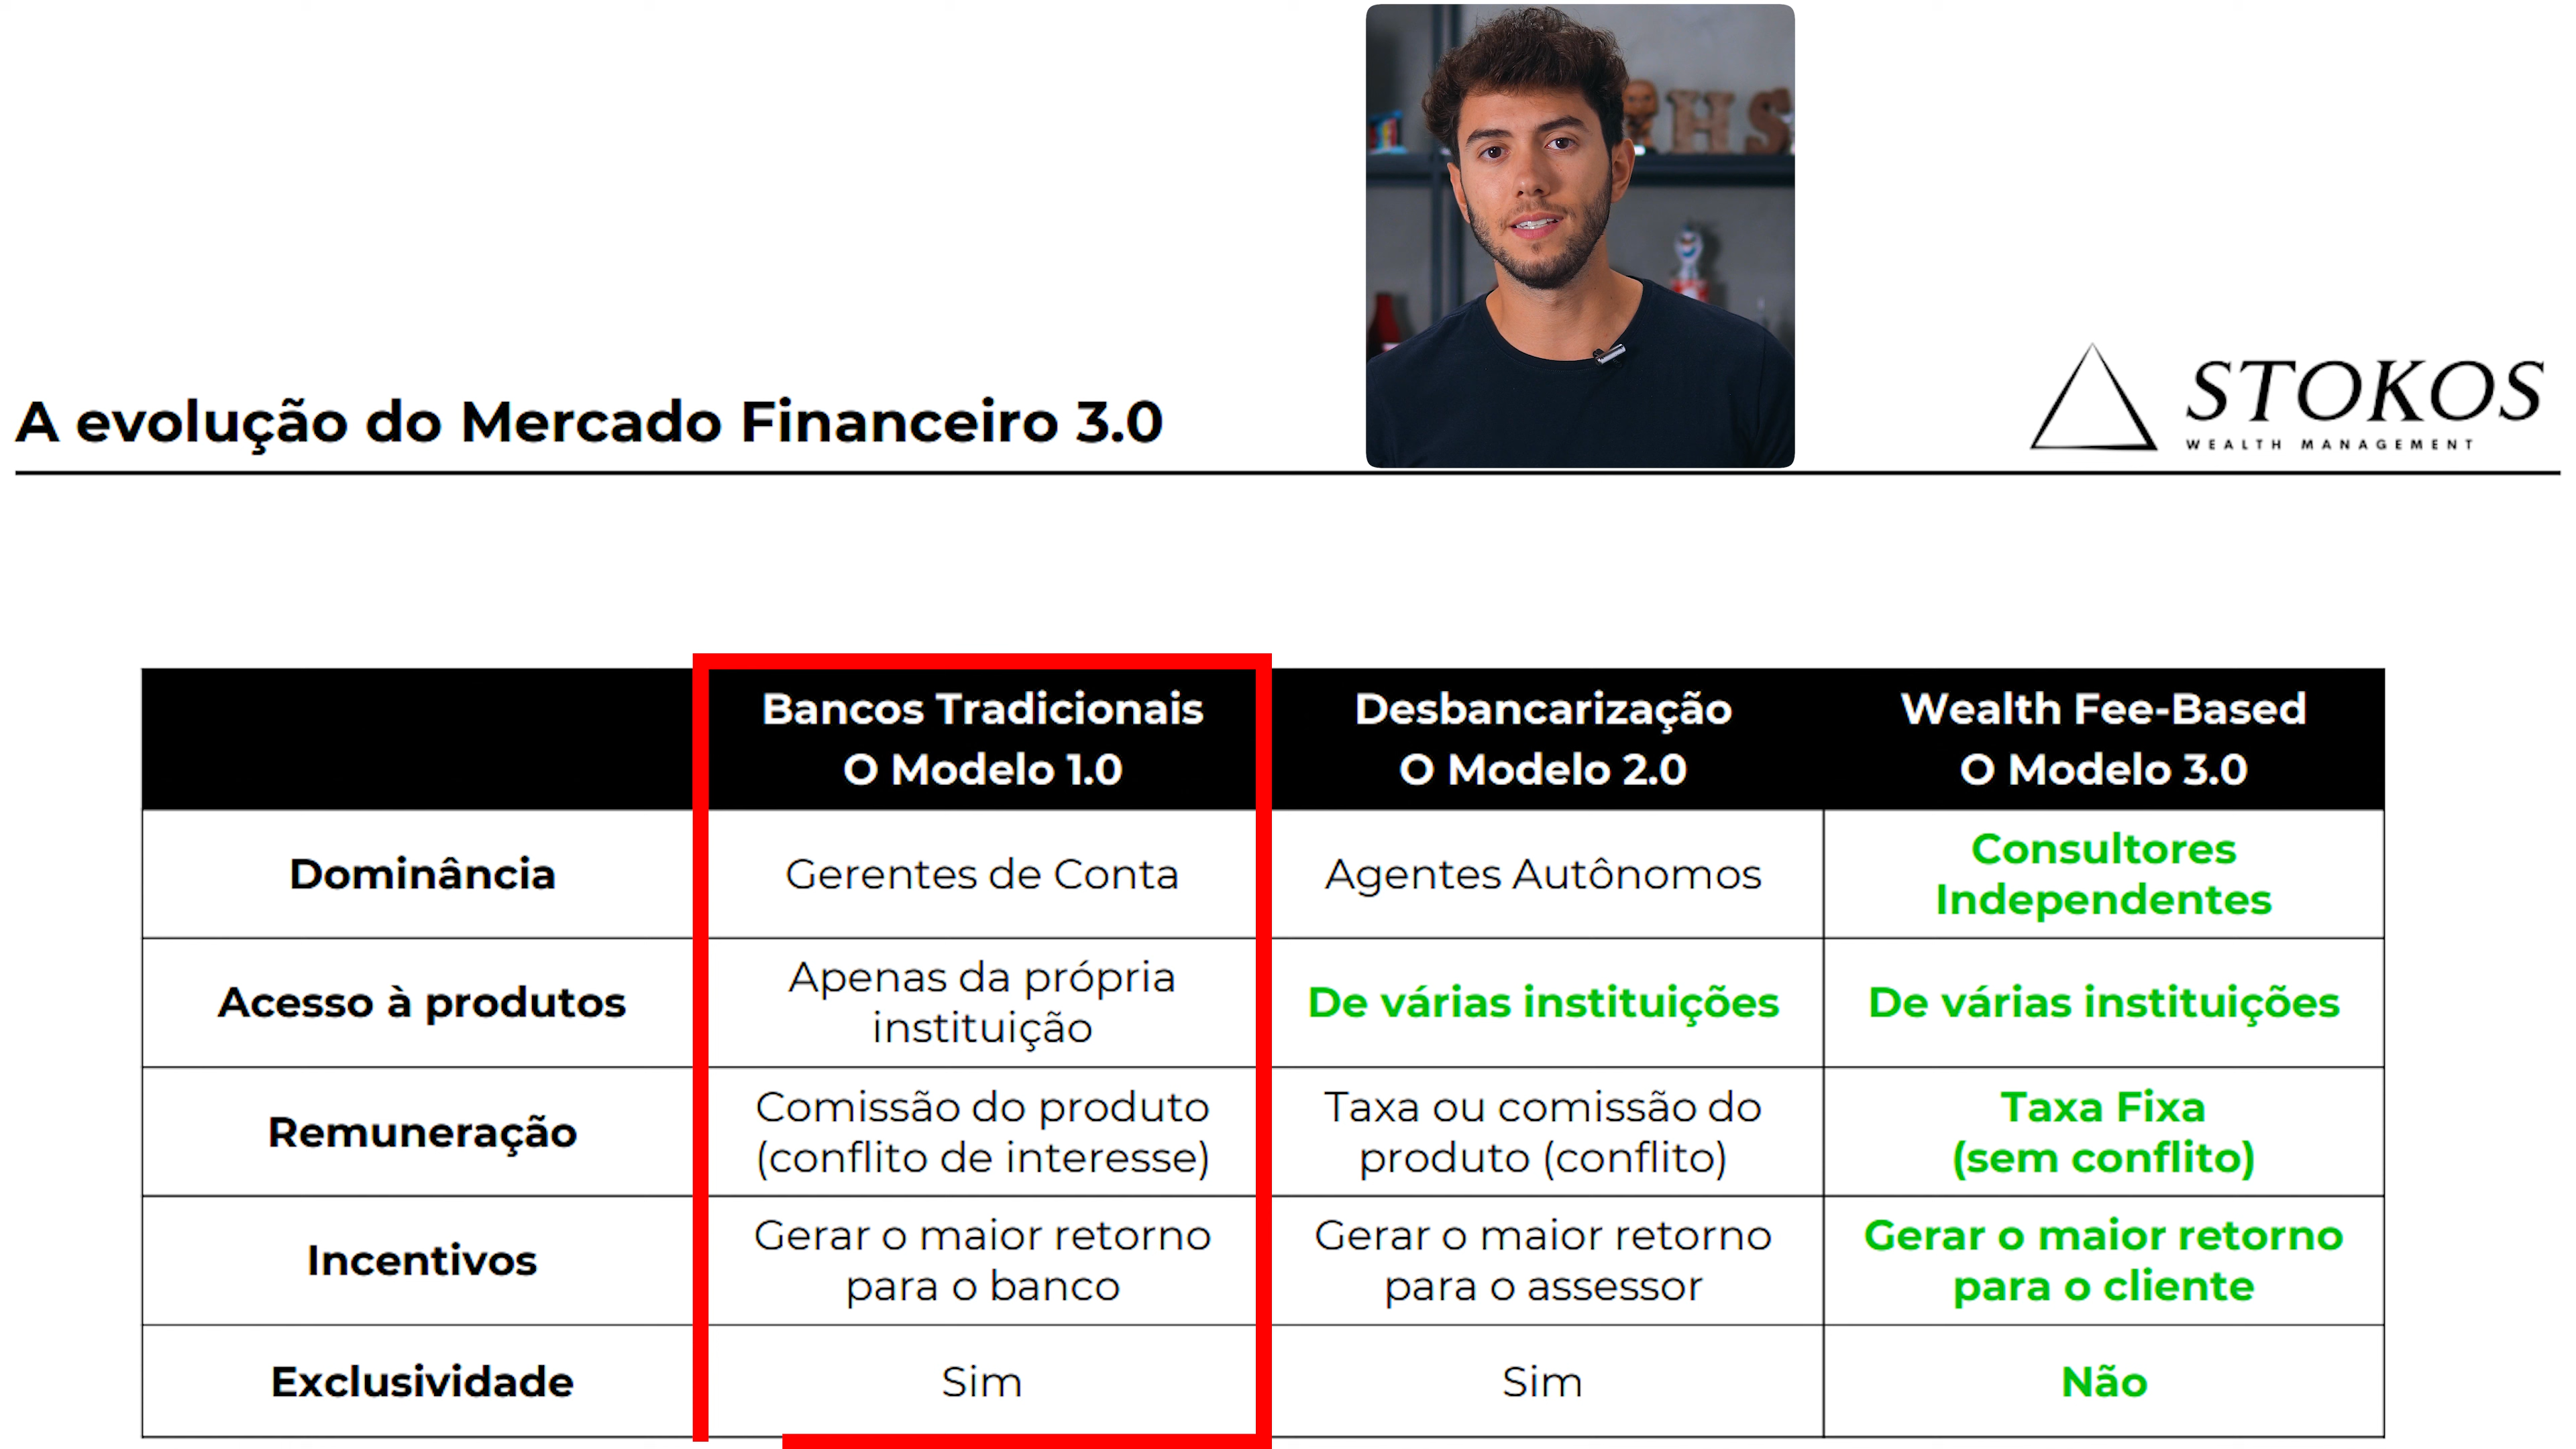 HS
A evolução do Mercado Financeiro 3.0
STOKOS
WEALTH MANAGEMENT
Bancos Tradicionais
O Modelo 1.0
Desbancarização
O Modelo 2.0
Wealth Fee-Based
O Modelo 3.0
Dominância
Gerentes de Conta
Agentes Autônomos
Consultores
Independentes
Acesso à produtos
Apenas da própria
instituição
De várias instituições
De várias instituições
Remuneração
Comissão do produto
(conflito de interesse)
Taxa ou comissão do
produto (conflito)
Taxa Fixa
(sem conflito)
Incentivos
Gerar o maior retorno
para o banco
Gerar o maior retorno
para o assessor
Gerar o maior retorno
para o cliente
Exclusividade
Sim
Sim
Não